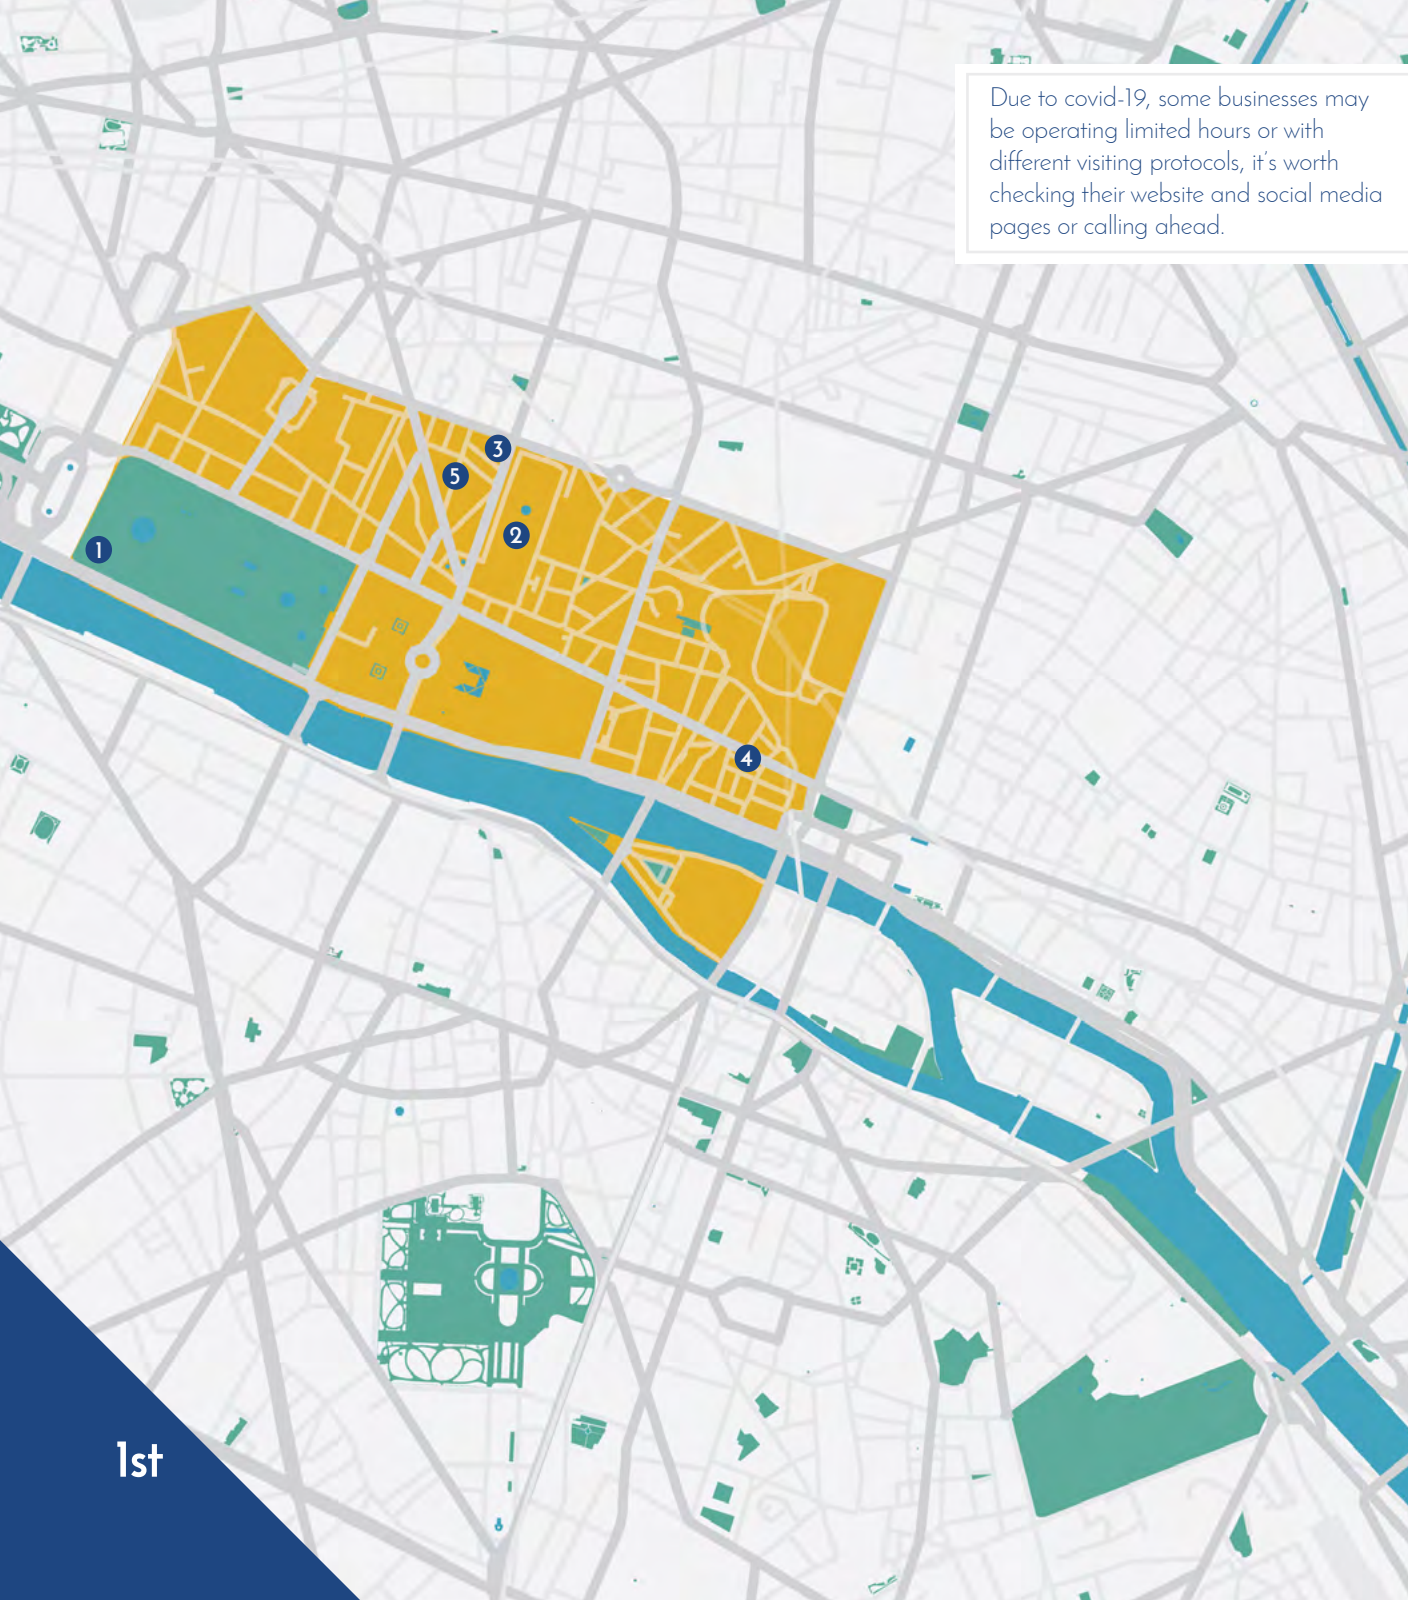 Due to covid-19, some businesses may
be operating limited hours or with
different visiting protocols, it's worth
checking their website and social media
pages or calling ahead.
3
5
2
1
4
1st